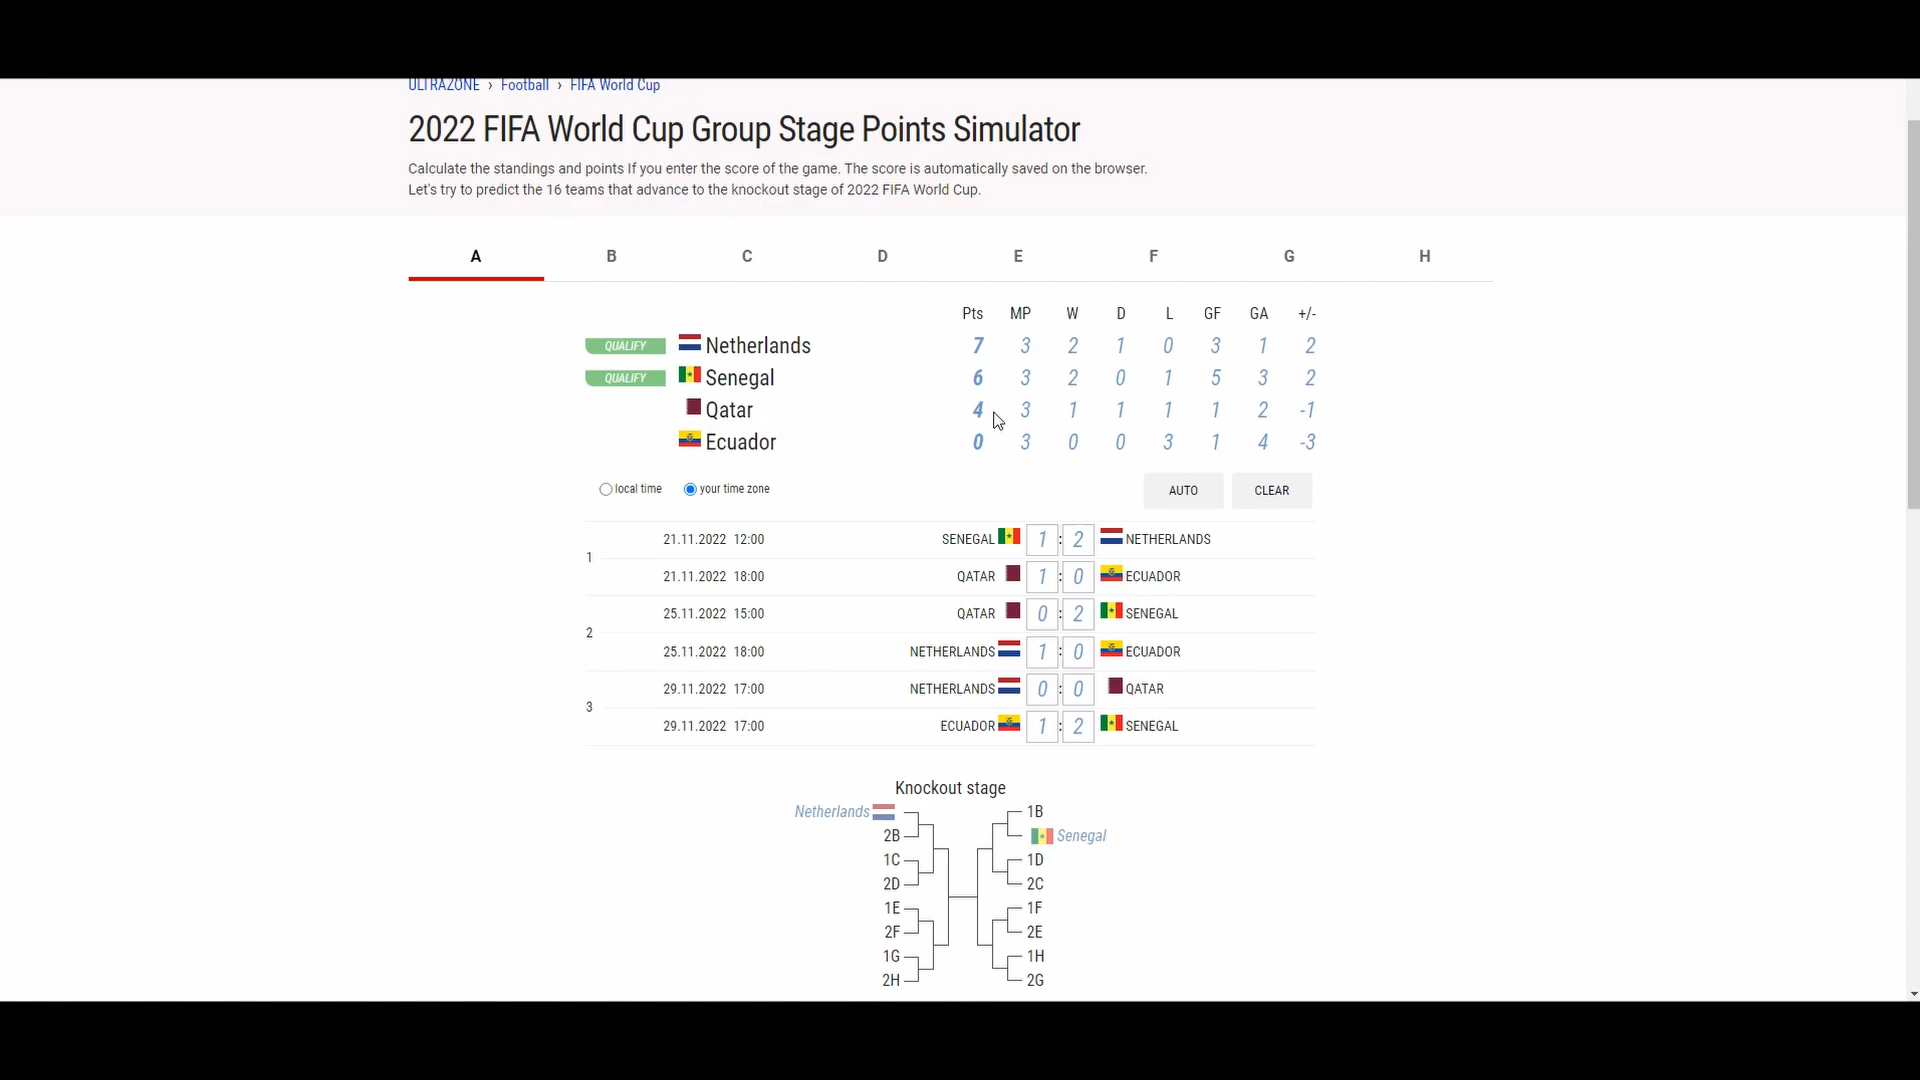 ULTRAZONE › Football › FIFA World Cup
2022 FIFA World Cup Group Stage Points Simulator
Calculate the standings and points If you enter the score of the game. The score is automatically saved on the browser.
Let's try to predict the 16 teams that advance to the knockout stage of 2022 FIFA World Cup.
A B C D E F G H
Pts MP W D L GF GA +/-
QUALIFY Netherlands 7 3 2 1 0 3 1 2
QUALIFY Senegal 6 3 2 0 1 5 3 2
Qatar 4 3 1 1 1 1 2 -1
Ecuador 0 3 0 0 3 1 4 -3
local time your time zone AUTO CLEAR
21.11.2022 12:00 SENEGAL 1 : 2 NETHERLANDS
1
21.11.2022 18:00 QATAR 1 : 0 ECUADOR
25.11.2022 15:00 QATAR 0 : 2 SENEGAL
2
25.11.2022 18:00 NETHERLANDS 1 : 0 ECUADOR
29.11.2022 17:00 NETHERLANDS 0 : 0 QATAR
3
29.11.2022 17:00 ECUADOR 1 : 2 SENEGAL
Knockout stage
Netherlands 1B
2B Senegal
1C 1D
2D 2C
1E 1F
2F 2E
1G 1H
2H 2G